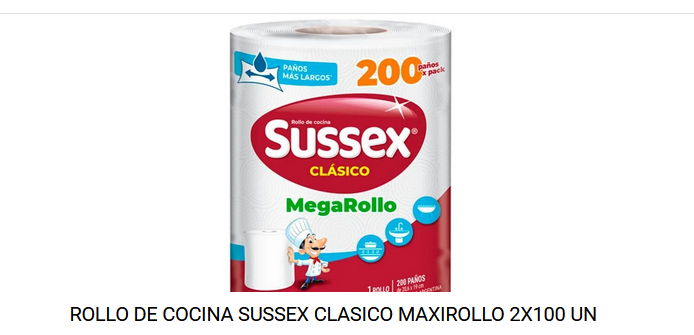 PAÑOS
MÁS LARGOS
200 paños
x pack
Rollo de cocina
Sussex®
CLÁSICO
MegaRollo
1 ROLLO
200 PAÑOS
ROLLO DE COCINA SUSSEX CLASICO MAXIROLLO 2X100 UN